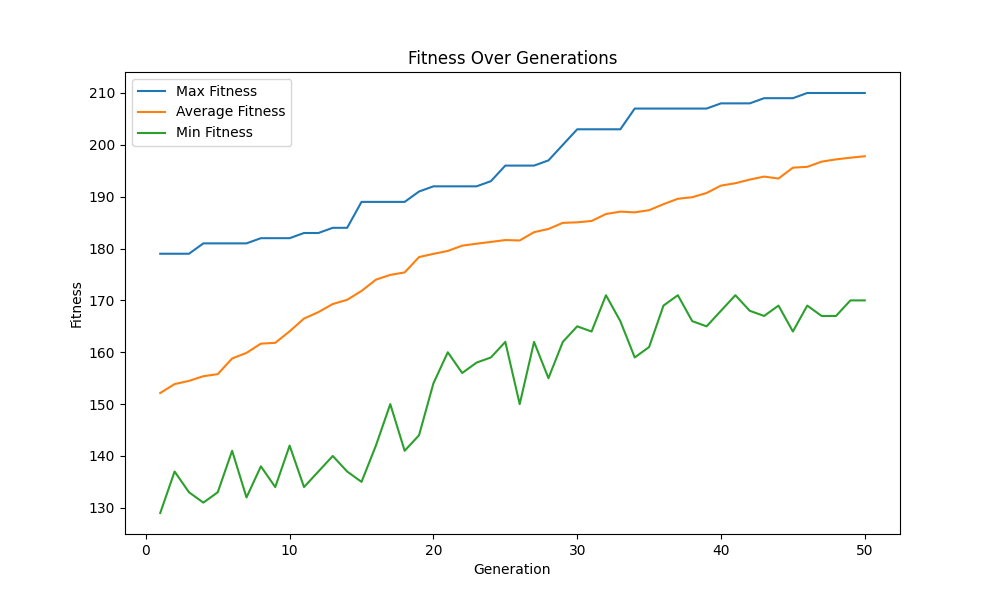 Fitness Over Generations
Max Fitness
Average Fitness
Min Fitness
Fitness
210
200
190
180
170
160
150
140
130
0 10 20 30 40 50
Generation